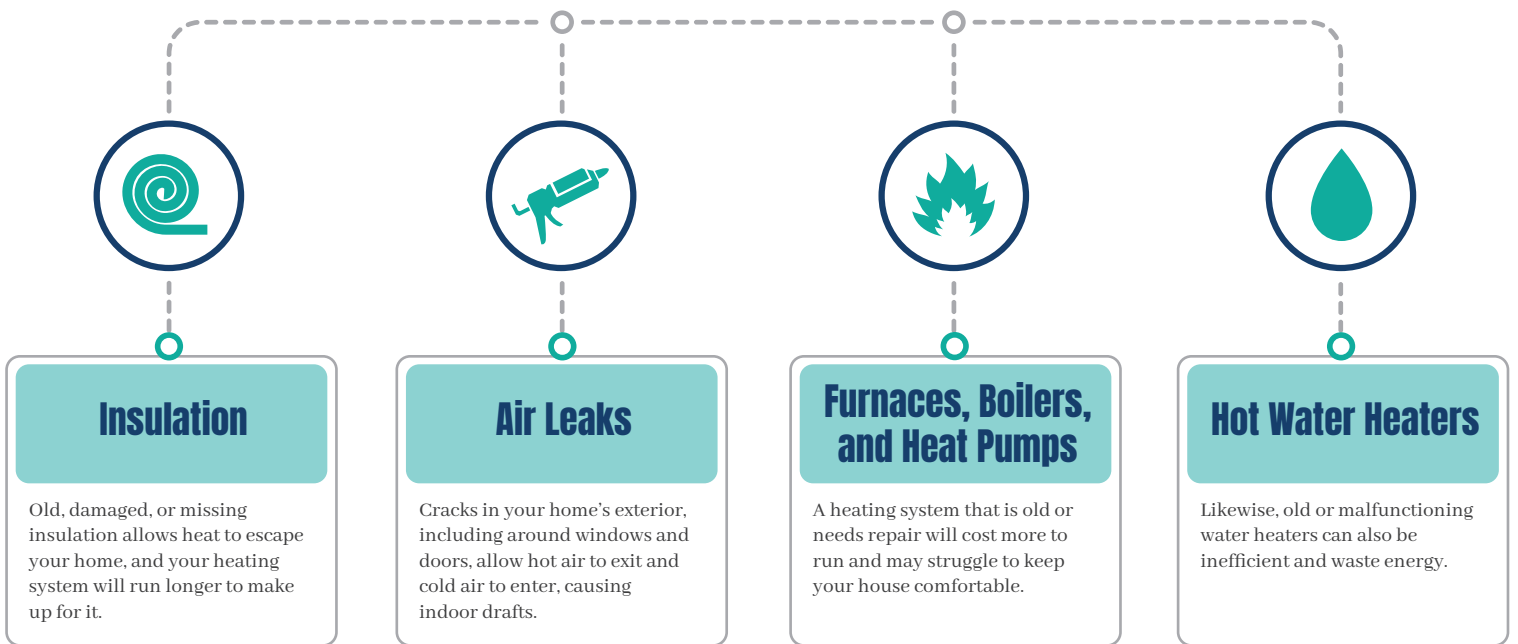 Insulation
Old, damaged, or missing
insulation allows heat to escape
your home, and your heating
system will run longer to make
up for it.
Air Leaks
Cracks in your home’s exterior,
including around windows and
doors, allow hot air to exit and
cold air to enter, causing
indoor drafts.
Furnaces, Boilers,
and Heat Pumps
A heating system that is old or
needs repair will cost more to
run and may struggle to keep
your house comfortable.
Hot Water Heaters
Likewise, old or malfunctioning
water heaters can also be
inefficient and waste energy.